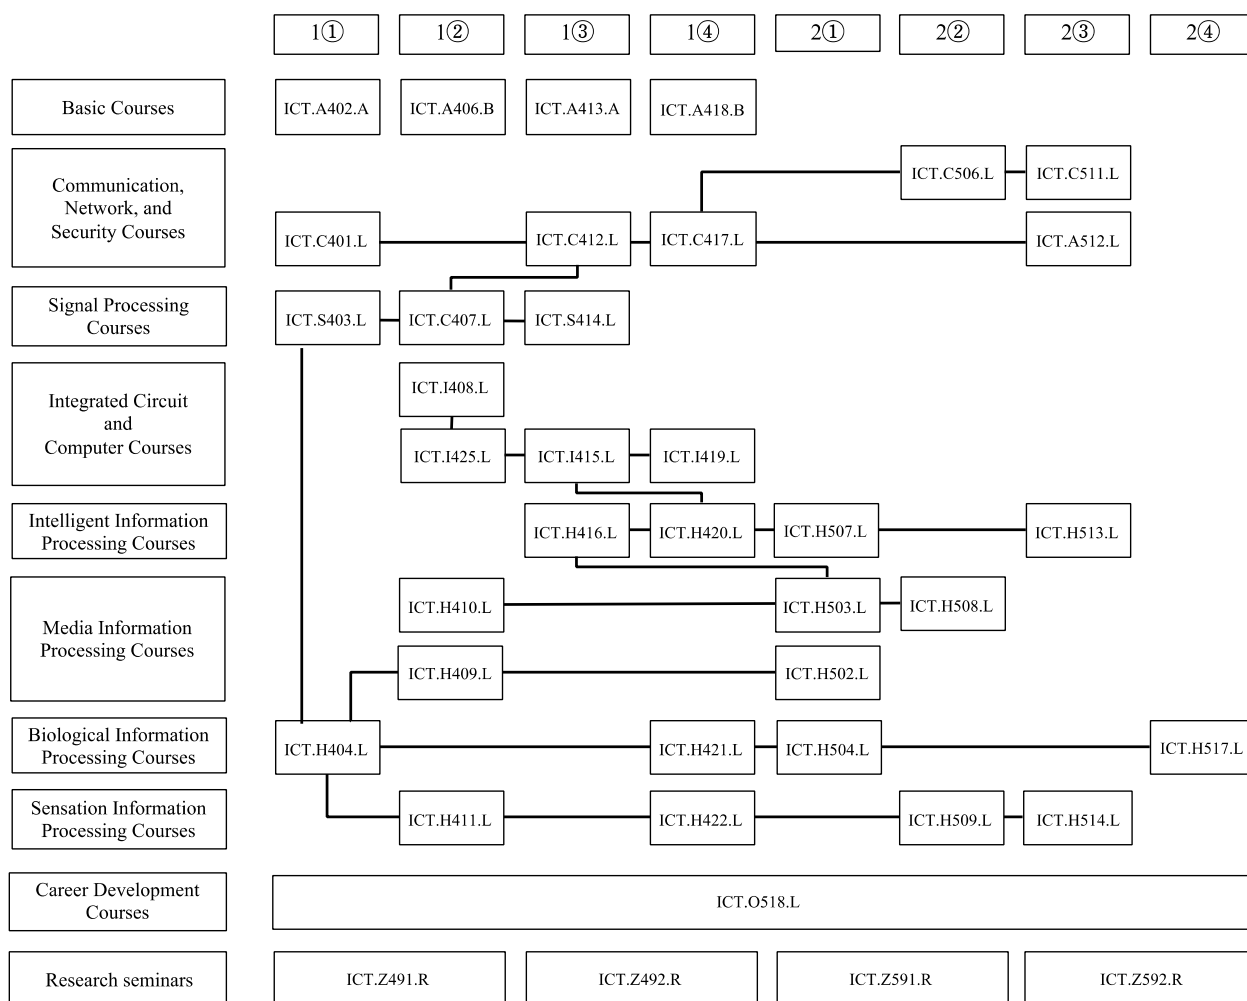 1①
1②
1③
1④
2①
2②
2③
2④
Basic Courses
ICT.A402.A
ICT.A406.B
ICT.A413.A
ICT.A418.B
Communication,
Network, and
Security Courses
ICT.C506.L
ICT.C511.L
ICT.C401.L
ICT.C412.L
ICT.C417.L
ICT.A512.L
Signal Processing
Courses
ICT.S403.L
ICT.C407.L
ICT.S414.L
Integrated Circuit
and
Computer Courses
ICT.I408.L
ICT.I425.L
ICT.I415.L
ICT.I419.L
Intelligent Information
Processing Courses
ICT.H416.L
ICT.H420.L
ICT.H507.L
ICT.H513.L
Media Information
Processing Courses
ICT.H410.L
ICT.H503.L
ICT.H508.L
ICT.H409.L
ICT.H502.L
Biological Information
Processing Courses
ICT.H404.L
ICT.H421.L
ICT.H504.L
ICT.H517.L
Sensation Information
Processing Courses
ICT.H411.L
ICT.H422.L
ICT.H509.L
ICT.H514.L
Career Development
Courses
ICT.O518.L
Research seminars
ICT.Z491.R
ICT.Z492.R
ICT.Z591.R
ICT.Z592.R